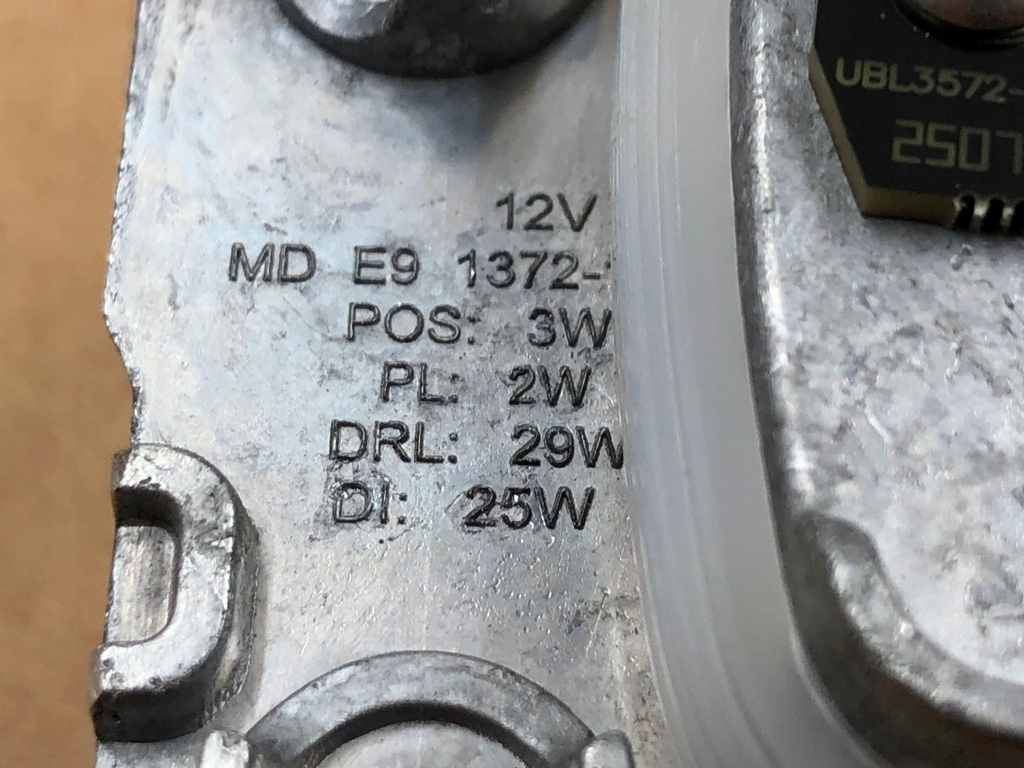 UBL3572-
2507
12V
MD E9 1372-
POS: 3W
PL: 2W
DRL: 29W
DI: 25W